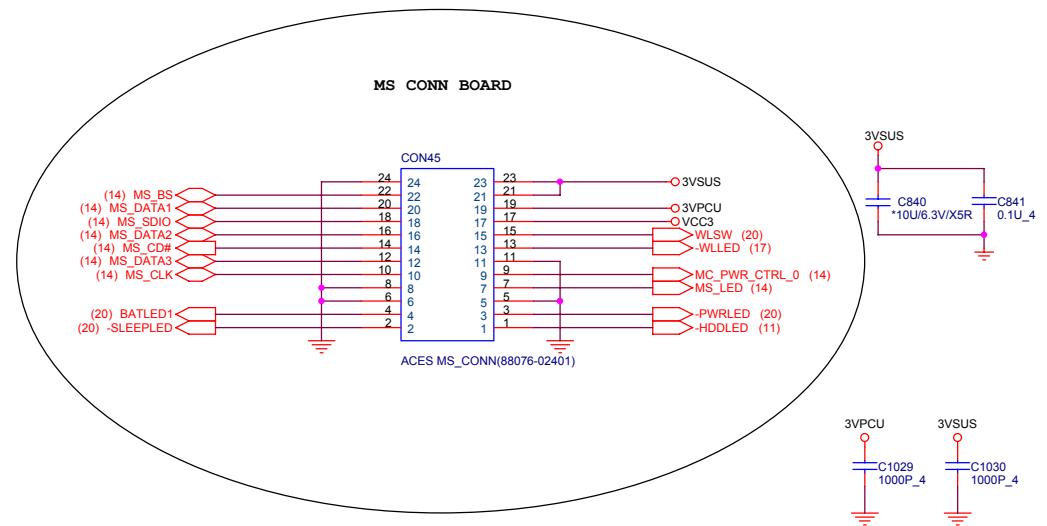 MS CONN BOARD
3VSUS
CON45
24 24 23 23 3VSUS
(14) MS_BS 22 22 21 21
(14) MS_DATA1 20 20 19 19 3VPCU
(14) MS_SDIO 18 18 17 17 VCC3
(14) MS_DATA2 16 16 15 15 WLSW (20)
(14) MS_CD# 14 14 13 13 -WLLED (17)
(14) MS_DATA3 12 12 11 11
(14) MS_CLK 10 10 9 9 MC_PWR_CTRL_0 (14)
8 8 7 7 MS_LED (14)
6 6 5 5
(20) BATLED1 4 4 3 3 -PWRLED (20)
(20) -SLEEPLED 2 2 1 1 -HDDLED (11)
ACES MS_CONN(88076-02401)
C840
*10U/6.3V/X5R
C841
0.1U_4
3VPCU
C1029
1000P_4
3VSUS
C1030
1000P_4